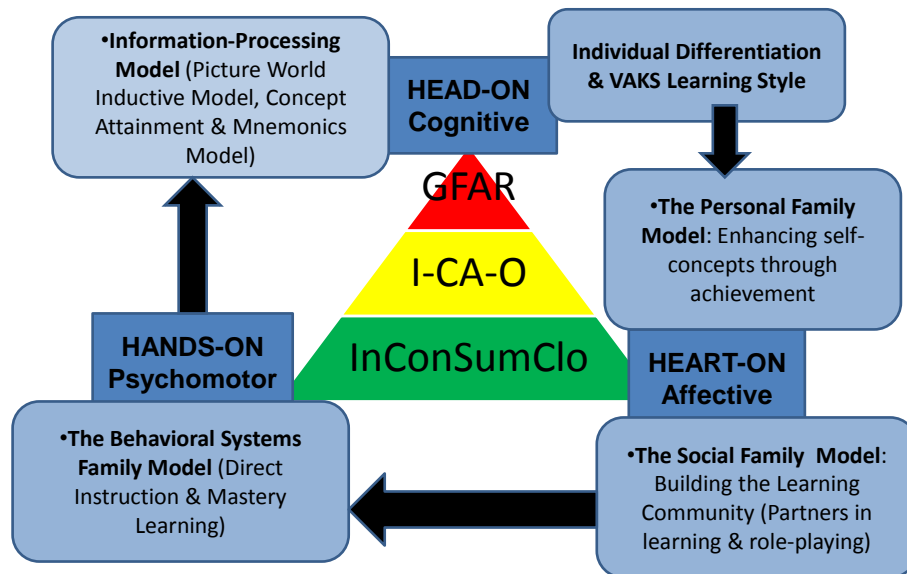 •Information-Processing
Model (Picture World
Inductive Model, Concept
Attainment & Mnemonics
Model)
HEAD-ON
Cognitive
Individual Differentiation
& VAKS Learning Style
GFAR
I-CA-O
InConSumClo
•The Personal Family
Model: Enhancing self-
concepts through
achievement
HANDS-ON
Psychomotor
HEART-ON
Affective
•The Behavioral Systems
Family Model (Direct
Instruction & Mastery
Learning)
•The Social Family Model:
Building the Learning
Community (Partners in
learning & role-playing)